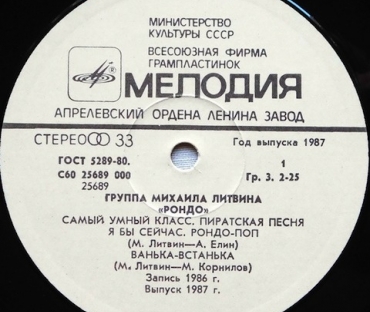 МИНИСТЕРСТВО
КУЛЬТУРЫ СССР
ВСЕСОЮЗНАЯ ФИРМА
ГРАМПЛАСТИНОК
МЕЛОДИЯ
АПРЕЛЕВСКИЙ ОРДЕНА ЛЕНИНА ЗАВОД
СТЕРЕО 33
Год выпуска 1987
ГОСТ 5289-80.
1
С60 25689 000
Гр. 3. 2-25
25689
ГРУППА МИХАИЛА ЛИТВИНА
«РОНДО»
САМЫЙ УМНЫЙ КЛАСС. ПИРАТСКАЯ ПЕСНЯ
Я БЫ СЕЙЧАС. РОНДО-ПОП
(М. Литвин—А. Елин)
ВАНЬКА-ВСТАНЬКА
(М. Литвин—М. Корнилов)
Запись 1986 г.
Выпуск 1987 г.